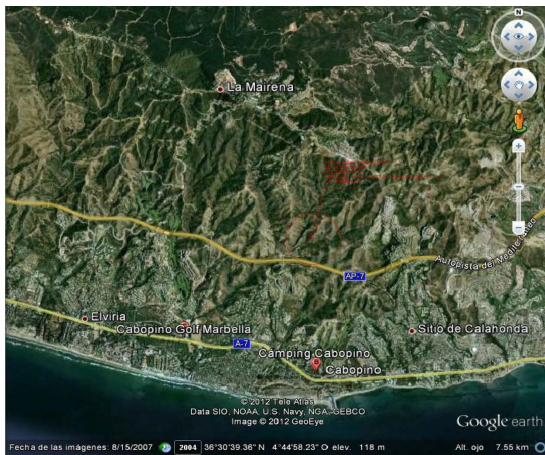 N
La Mairena
Autopista del Mediterraneo
AP-7
Elviria
Cabopino Golf Marbella
Sitio de Calahonda
A-7
Camping Cabopino
Cabopino
© 2012 Tele Atlas
Data SIO, NOAA, U.S. Navy, NGA, GEBCO
Image © 2012 GeoEye
Google earth
Fecha de las imágenes: 8/15/2007 2004 36°30'39.36" N 4°44'58.23" O elev. 118 m Alt. ojo 7.55 km